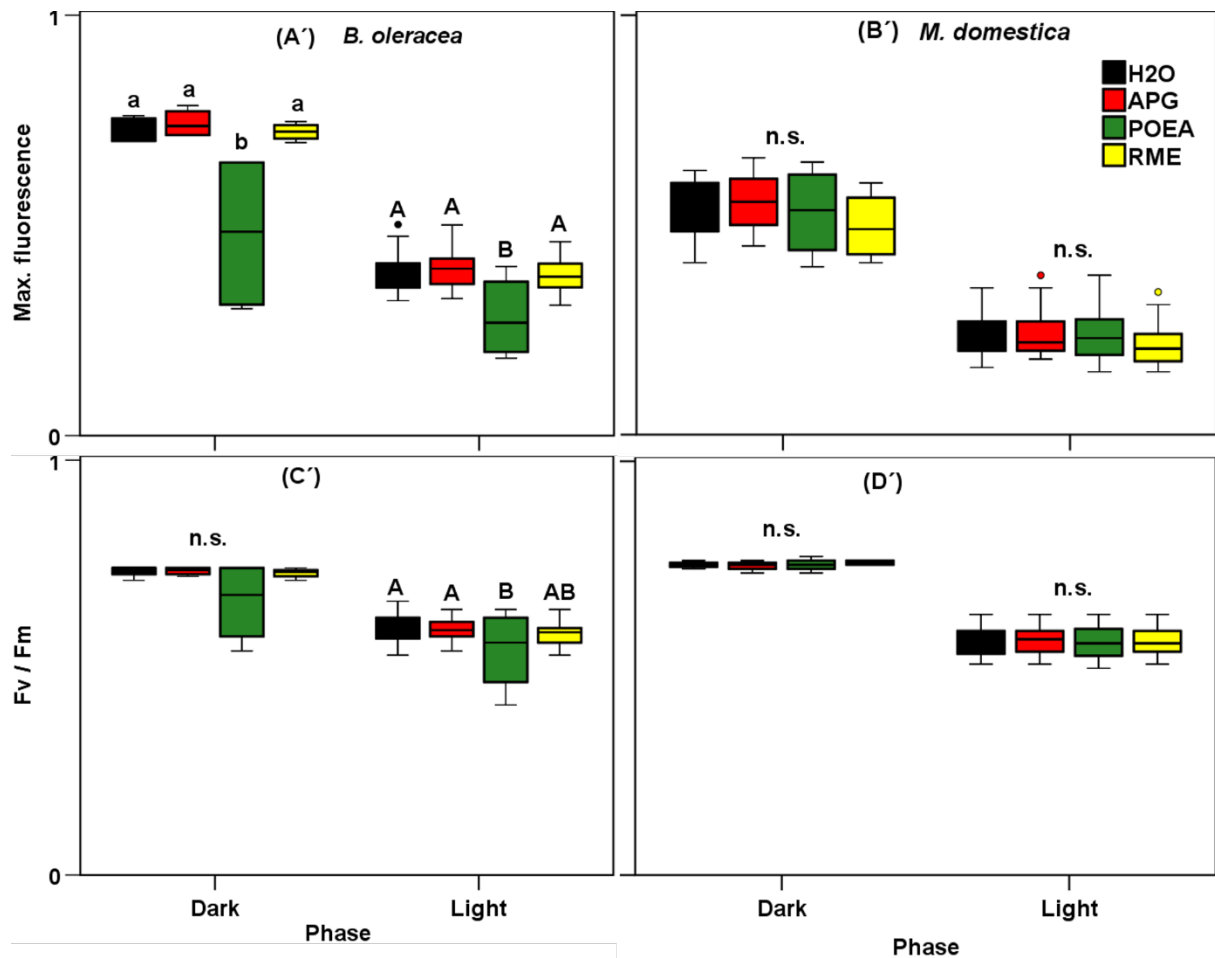 1
(A´) B. oleracea
a a b a
A A B A
Max. fluorescence
0
(B´) M. domestica
H2O
APG
POEA
RME
n.s.
n.s.
1
(C´)
n.s.
A A B AB
Fv / Fm
0
Dark Light
Phase
(D´)
n.s.
n.s.
Dark Light
Phase